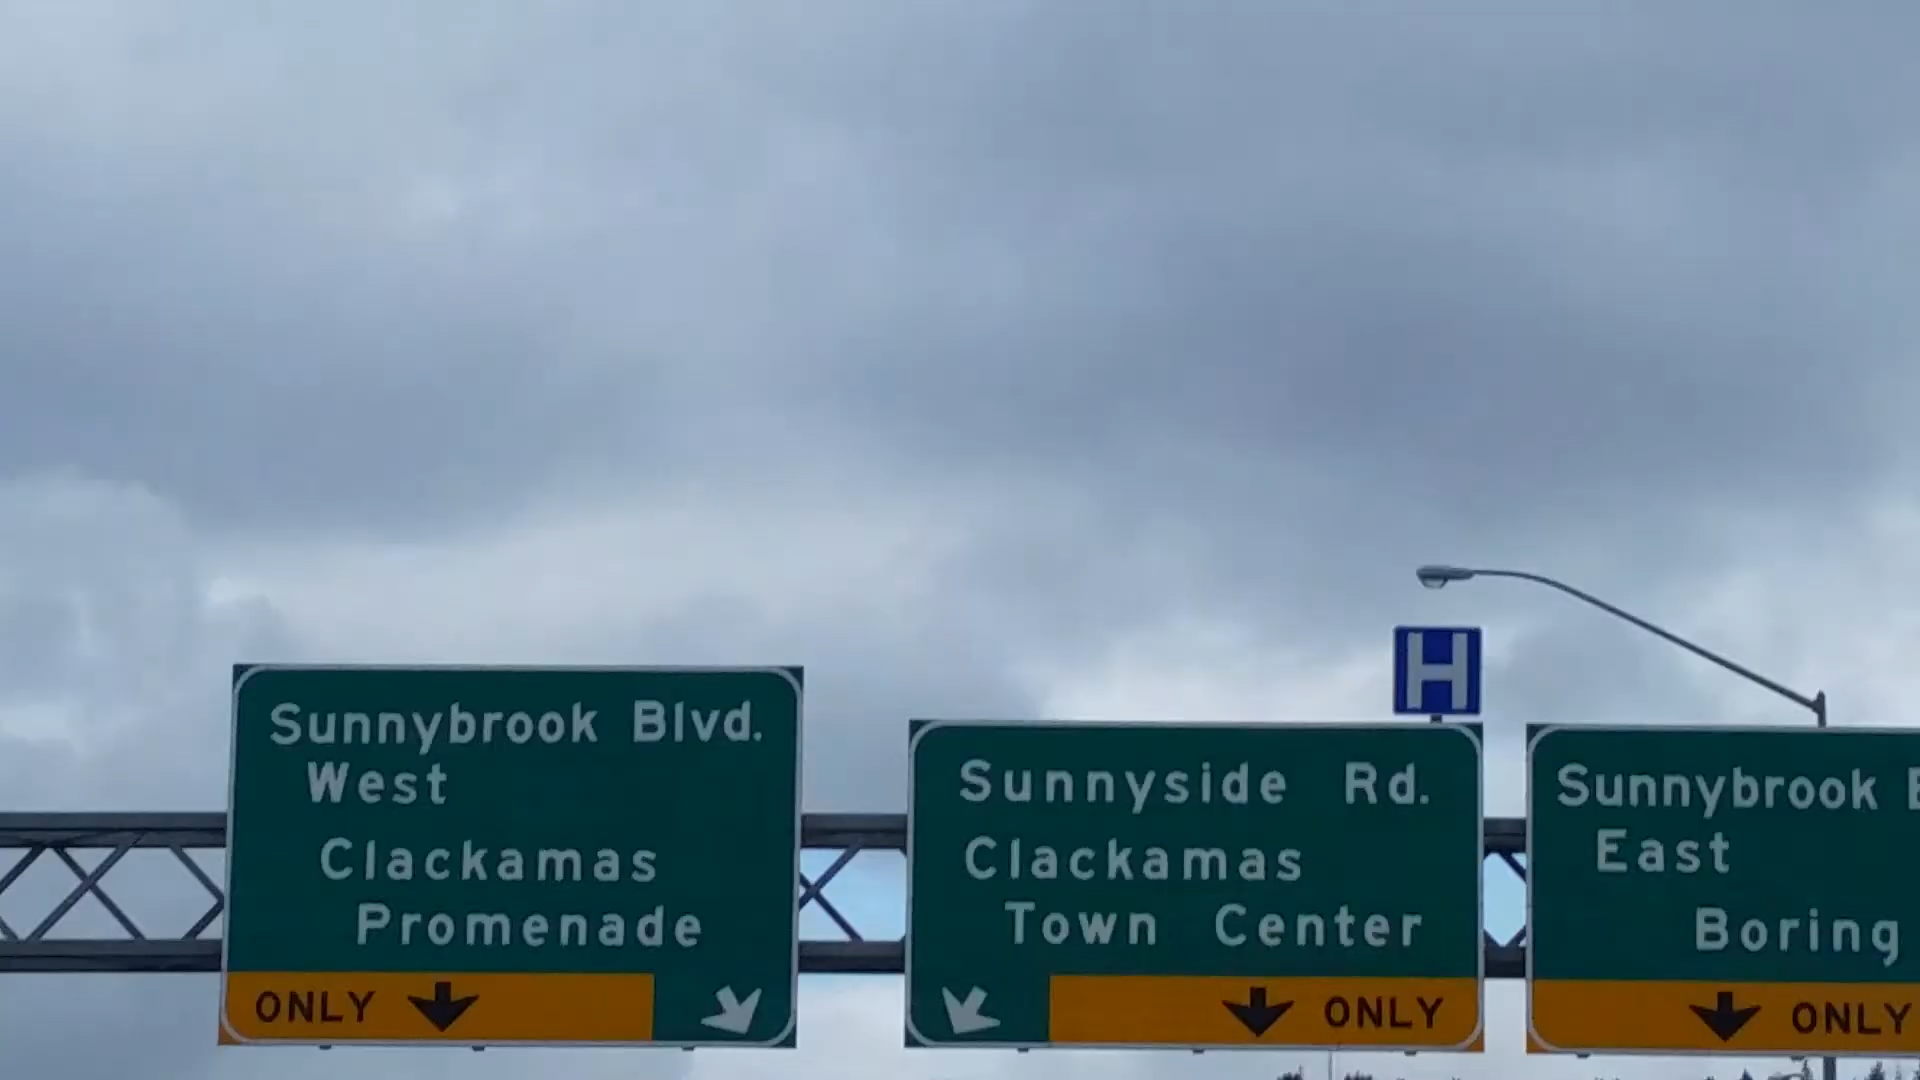 Sunnybrook Blvd.
West
Clackamas
Promenade
ONLY
H
Sunnyside Rd.
Clackamas
Town Center
ONLY
Sunnybrook
East
Boring
ONLY